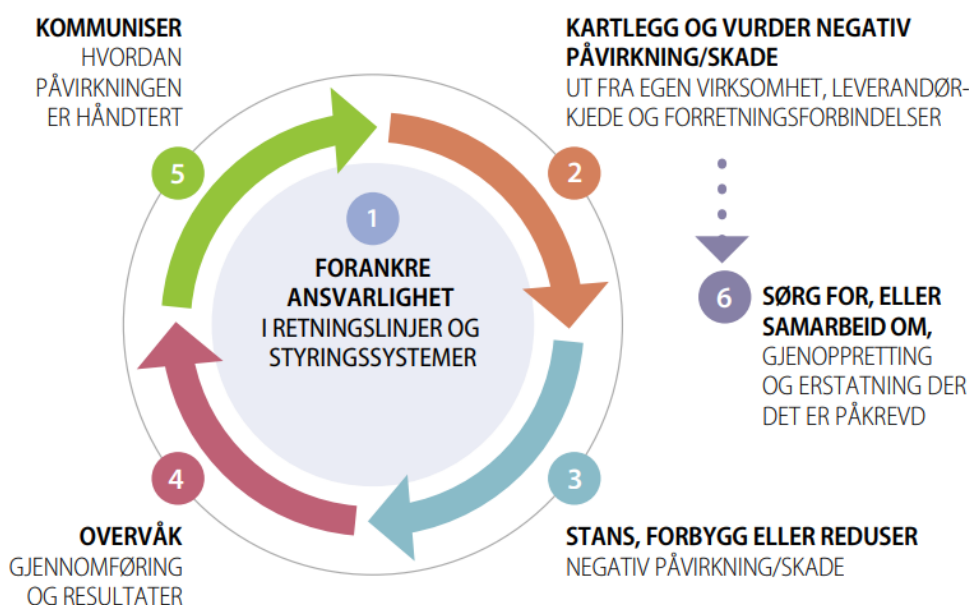 1
FORANKRE
ANSVARLIGHET
I RETNINGSLINJER OG
STYRINGSSYSTEMER
2
KARTLEGG OG VURDER NEGATIV
PÅVIRKNING/SKADE
UT FRA EGEN VIRKSOMHET, LEVERANDØR-
KJEDE OG FORRETNINGSFORBINDELSER
3
STANS, FORBYGG ELLER REDUSER
NEGATIV PÅVIRKNING/SKADE
4
OVERVÅK
GJENNOMFØRING
OG RESULTATER
5
KOMMUNISER
HVORDAN
PÅVIRKNINGEN
ER HÅNDTERT
6
SØRG FOR, ELLER
SAMARBEID OM,
GJENOPPRETTING
OG ERSTATNING DER
DET ER PÅKREVD